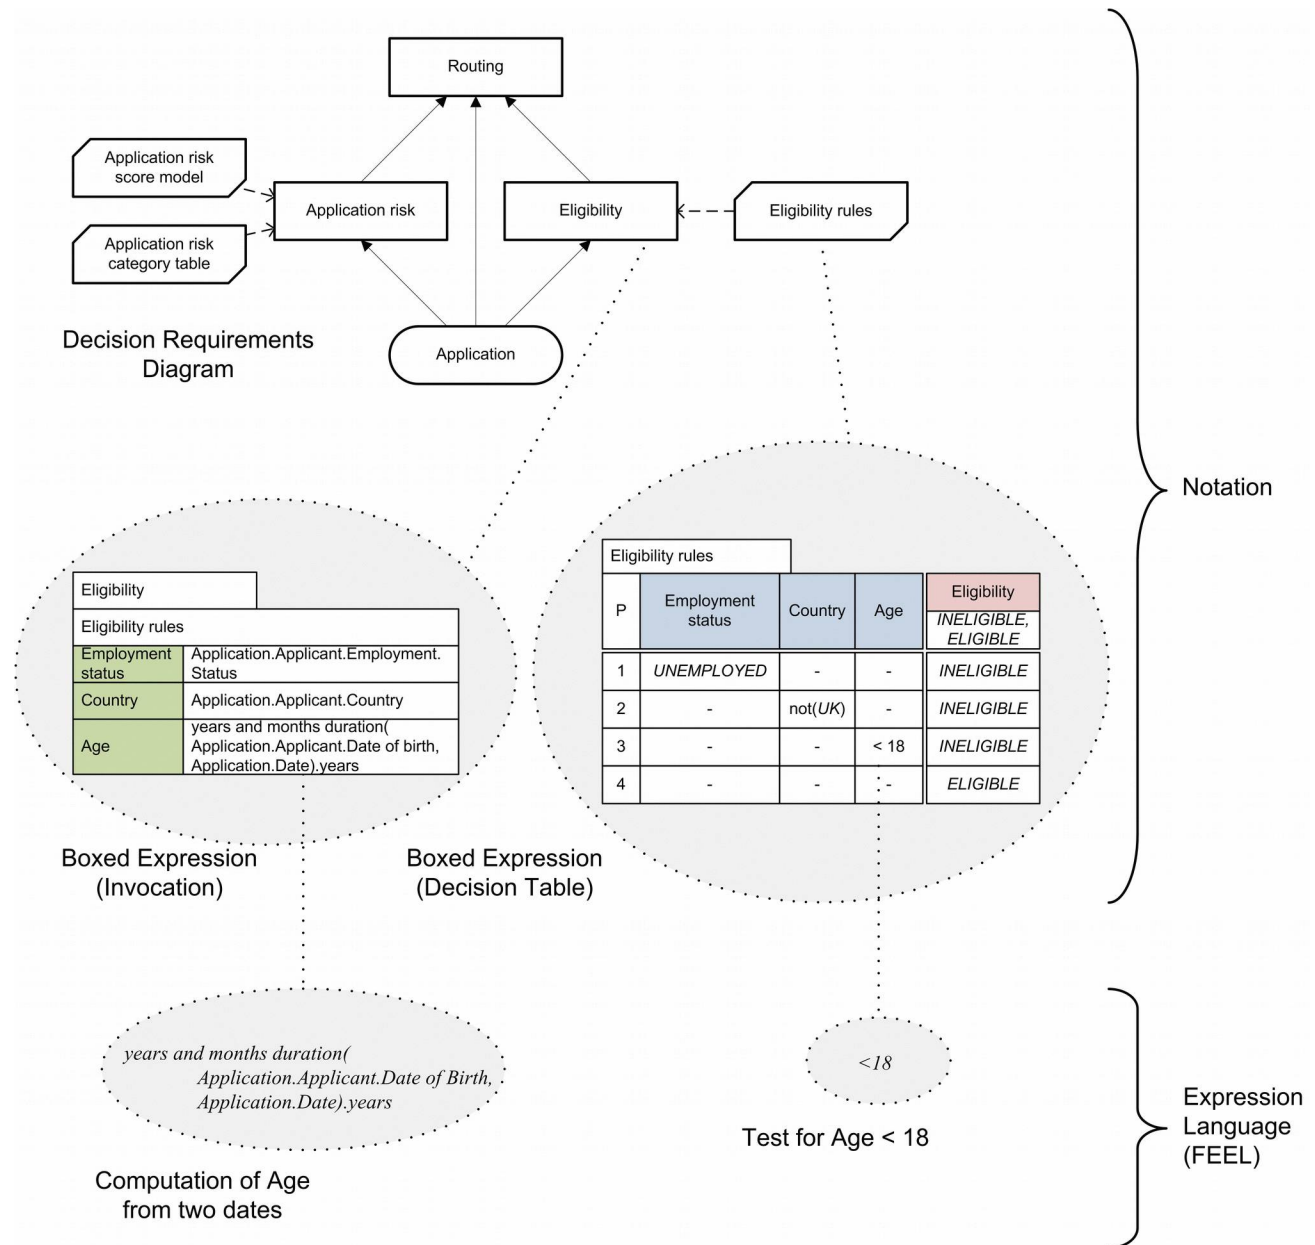 Routing
Application risk
score model
Application risk
Eligibility
Eligibility rules
Application risk
category table
Decision Requirements
Diagram
Application
Notation
Eligibility
Eligibility rules
Employment
status
Application.Applicant.Employment.
Status
Country
Application.Applicant.Country
Age
years and months duration(
Application.Applicant.Date of birth,
Application.Date).years
Boxed Expression
(Invocation)
Eligibility rules
P
Employment
status
Country
Age
Eligibility
INELIGIBLE,
ELIGIBLE
1 UNEMPLOYED - - INELIGIBLE
2 - not(UK) - INELIGIBLE
3 - - < 18 INELIGIBLE
4 - - - ELIGIBLE
Boxed Expression
(Decision Table)
years and months duration(
Application.Applicant.Date of Birth,
Application.Date).years
Computation of Age
from two dates
<18
Test for Age < 18
Expression
Language
(FEEL)